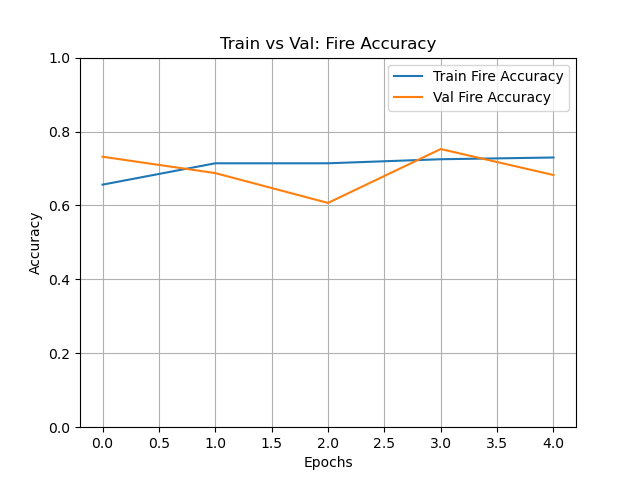 Train vs Val: Fire Accuracy
Train Fire Accuracy
Val Fire Accuracy
1.0
0.8
0.6
0.4
0.2
0.0
Accuracy
0.0 0.5 1.0 1.5 2.0 2.5 3.0 3.5 4.0
Epochs